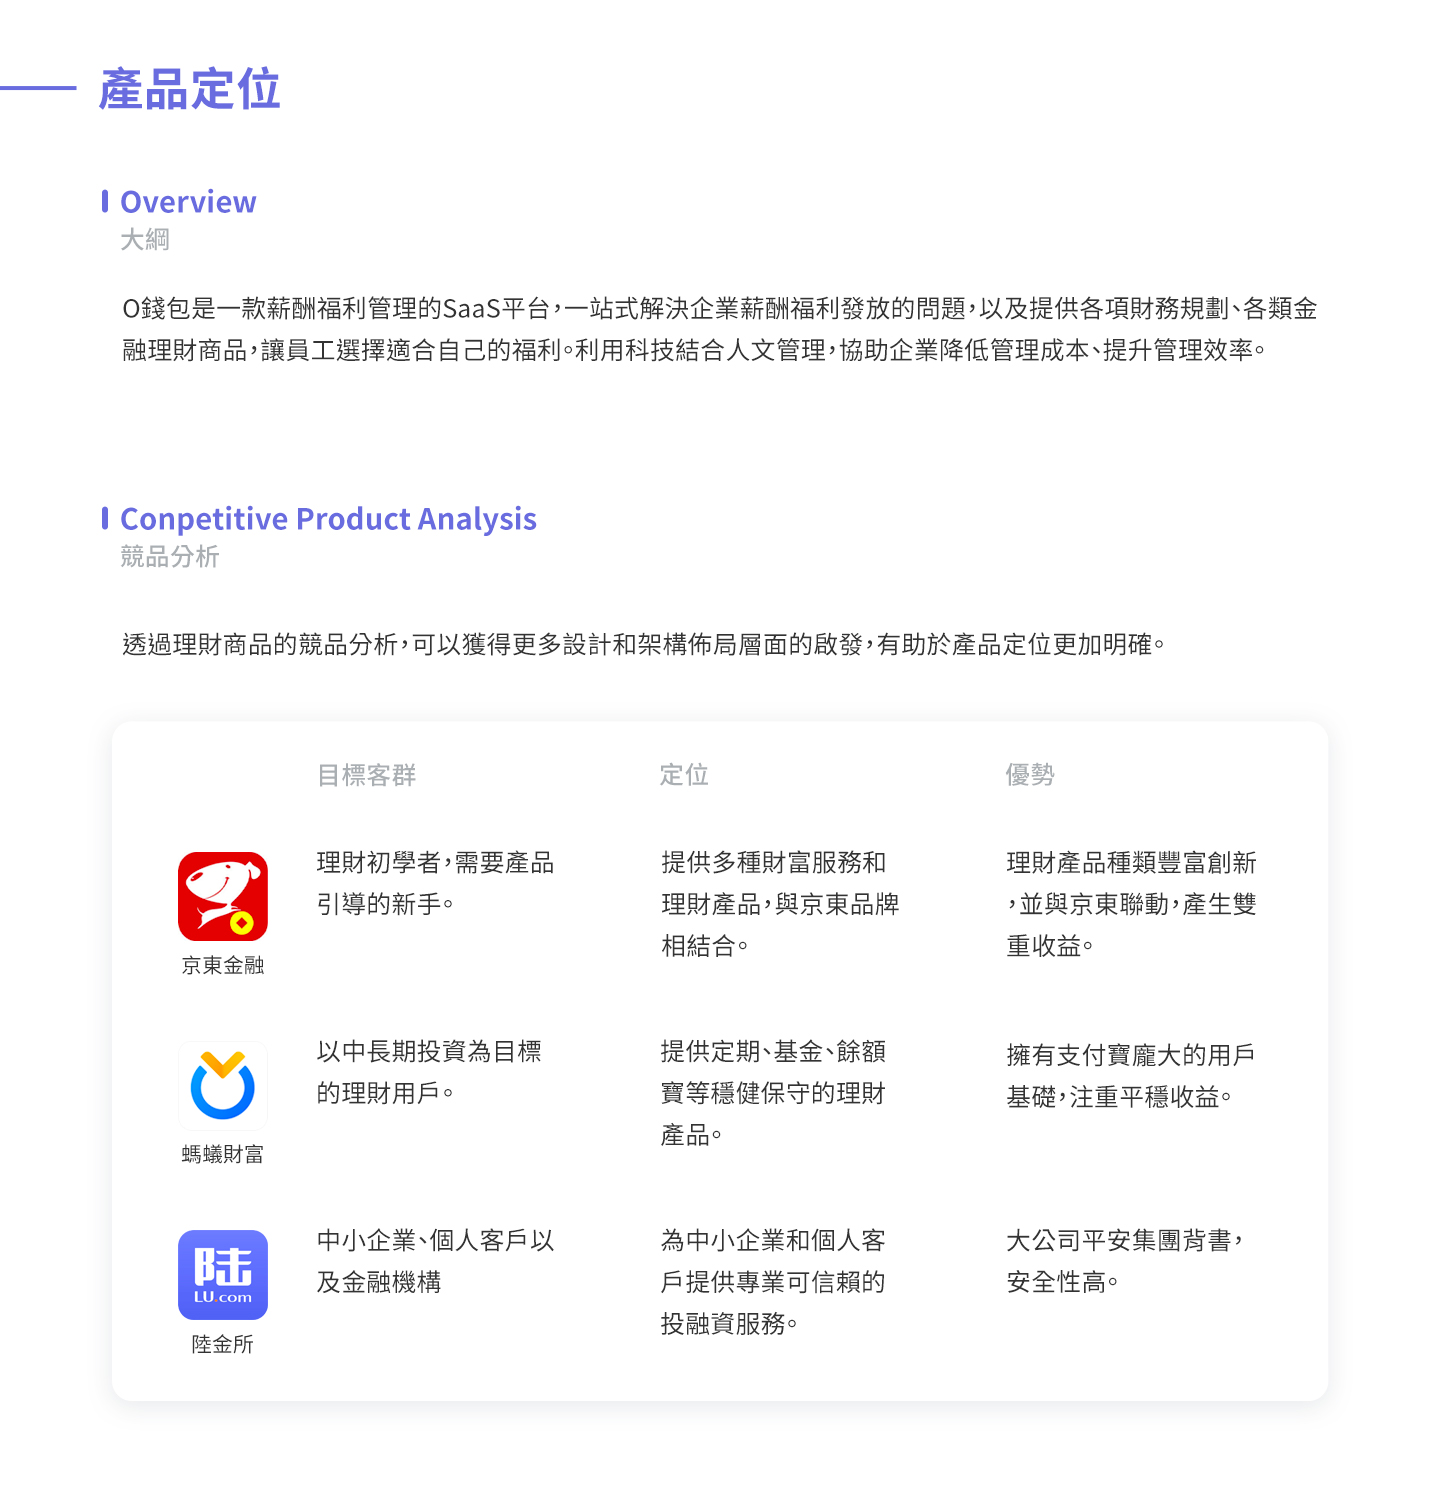 產品定位
Overview
大綱
O錢包是一款薪酬福利管理的SaaS平台，一站式解決企業薪酬福利發放的問題，以及提供各項財務規劃、各類金
融理財商品，讓員工選擇適合自己的福利。利用科技結合人文管理，協助企業降低管理成本、提升管理效率。
Conpetitive Product Analysis
競品分析
透過理財商品的競品分析，可以獲得更多設計和架構佈局層面的啟發，有助於產品定位更加明確。
目標客群
定位
優勢
京東金融
理財初學者，需要產品
引導的新手。
提供多種財富服務和
理財產品，與京東品牌
相結合。
理財產品種類豐富創新
，並與京東聯動，產生雙
重收益。
螞蟻財富
以中長期投資為目標
的理財用戶。
提供定期、基金、餘額
寶等穩健保守的理財
產品。
擁有支付寶龐大的用戶
基礎，注重平穩收益。
陆
LU.com
陸金所
中小企業、個人客戶以
及金融機構
為中小企業和個人客
戶提供專業可信賴的
投融資服務。
大公司平安集團背書，
安全性高。